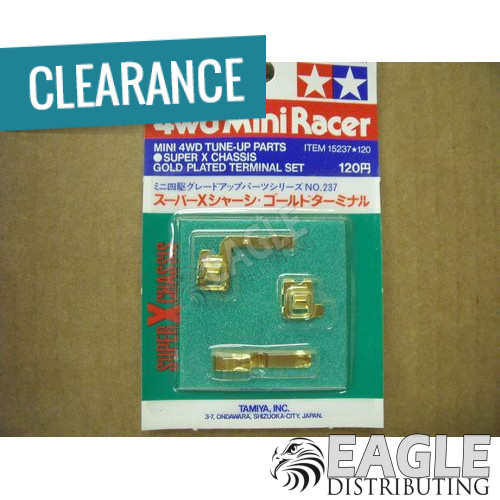 CLEARANCE
4WD Mini Racer
MINI 4WD TUNE-UP PARTS
ITEM 15237★120
●SUPER X CHASSIS
GOLD PLATED TERMINAL SET
120円
ミニ四駆グレードアップパーツシリーズ NO.237
スーパーXシャーシ・ゴールドターミナル
SUPER X CHASSIS
EAGLE
TAMIYA, INC.
3-7, ONDAWARA, SHIZUOKA-CITY, JAPAN.
EAGLE
DISTRIBUTING